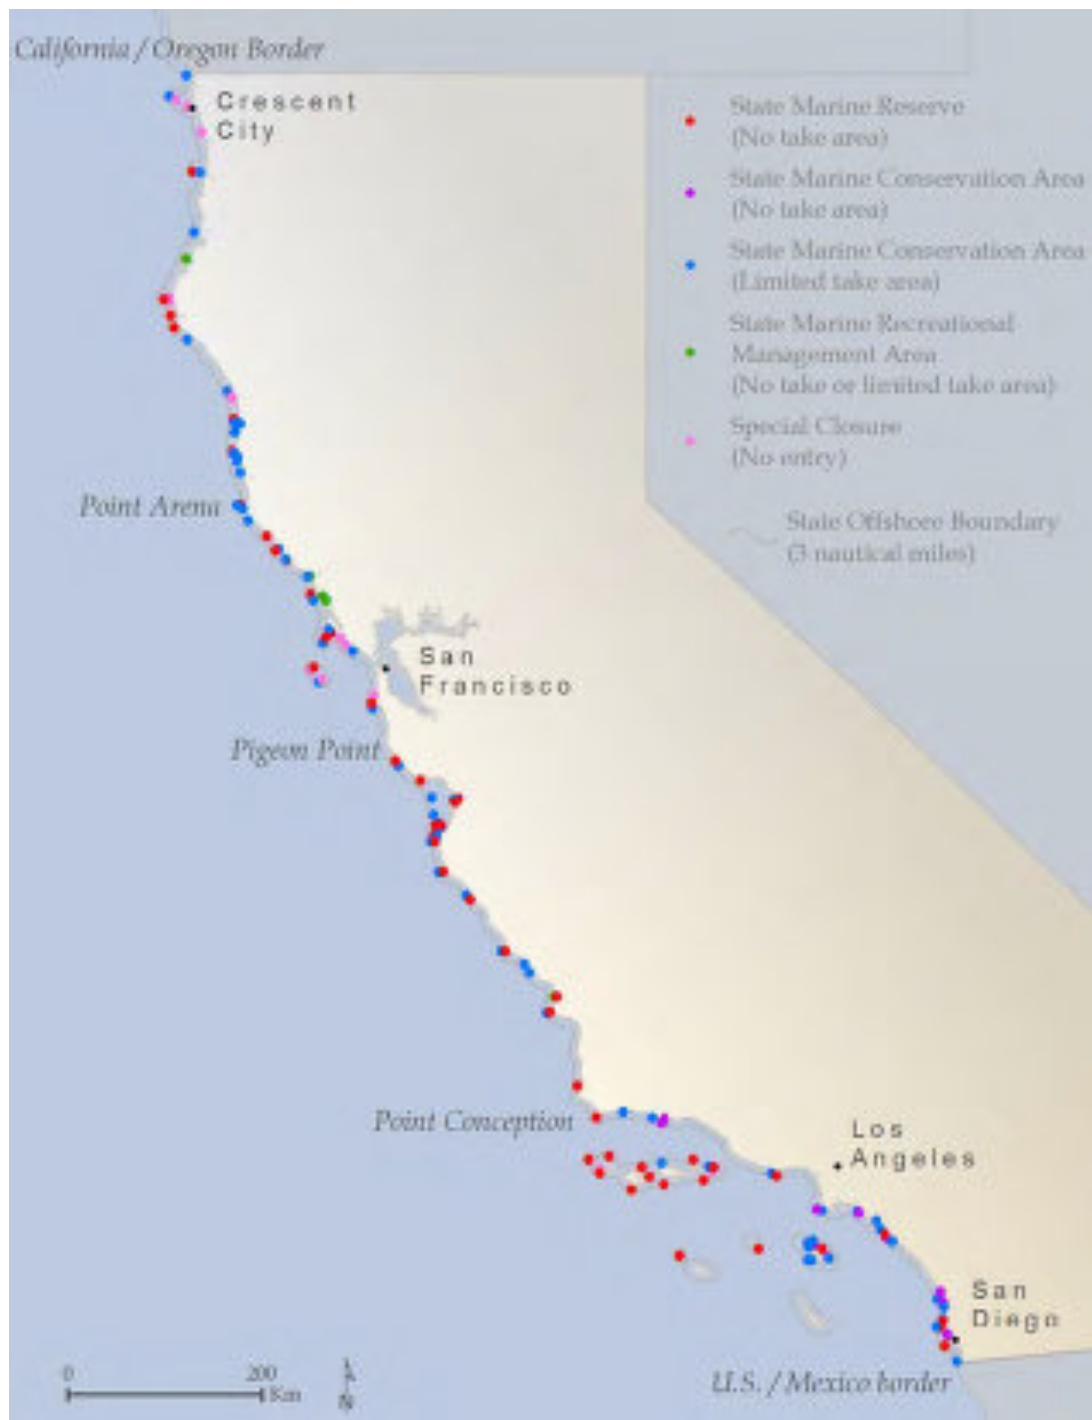 California / Oregon Border
Crescent
City
State Marine Reserve
(No take area)
State Marine Conservation Area
(No take area)
State Marine Conservation Area
(Limited take area)
State Marine Recreational
Management Area
(No take or limited take area)
Special Closure
(No entry)
Point Arena
State Offshore Boundary
(3 nautical miles)
San
Francisco
Pigeon Point
Point Conception
Los
Angeles
San
Diego
0 200
Km
N
U.S. / Mexico border